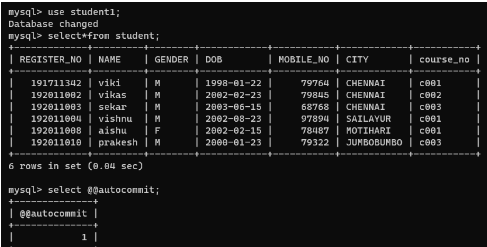 mysql> use student1;
Database changed
mysql> select*from student;
+-------------+---------+--------+------------+-----------+------------+-----------+
| REGISTER_NO | NAME | GENDER | DOB | MOBILE_NO | CITY | course_no |
+-------------+---------+--------+------------+-----------+------------+-----------+
| 191711342 | viki | M | 1998-01-22 | 79764 | CHENNAI | c001 |
| 192011002 | vikas | M | 2002-02-23 | 79845 | CHENNAI | c002 |
| 192011003 | sekar | M | 2003-06-15 | 68768 | CHENNAI | c003 |
| 192011004 | vishnu | M | 2002-08-23 | 97894 | SAILAYUR | c001 |
| 192011008 | aishu | F | 2002-02-15 | 78487 | MOTIHARI | c001 |
| 192011010 | prakesh | M | 2000-01-23 | 79322 | JUMBOBUMBO | c003 |
+-------------+---------+--------+------------+-----------+------------+-----------+
6 rows in set (0.04 sec)
mysql> select @@autocommit;
+--------------+
| @@autocommit |
+--------------+
| 1 |